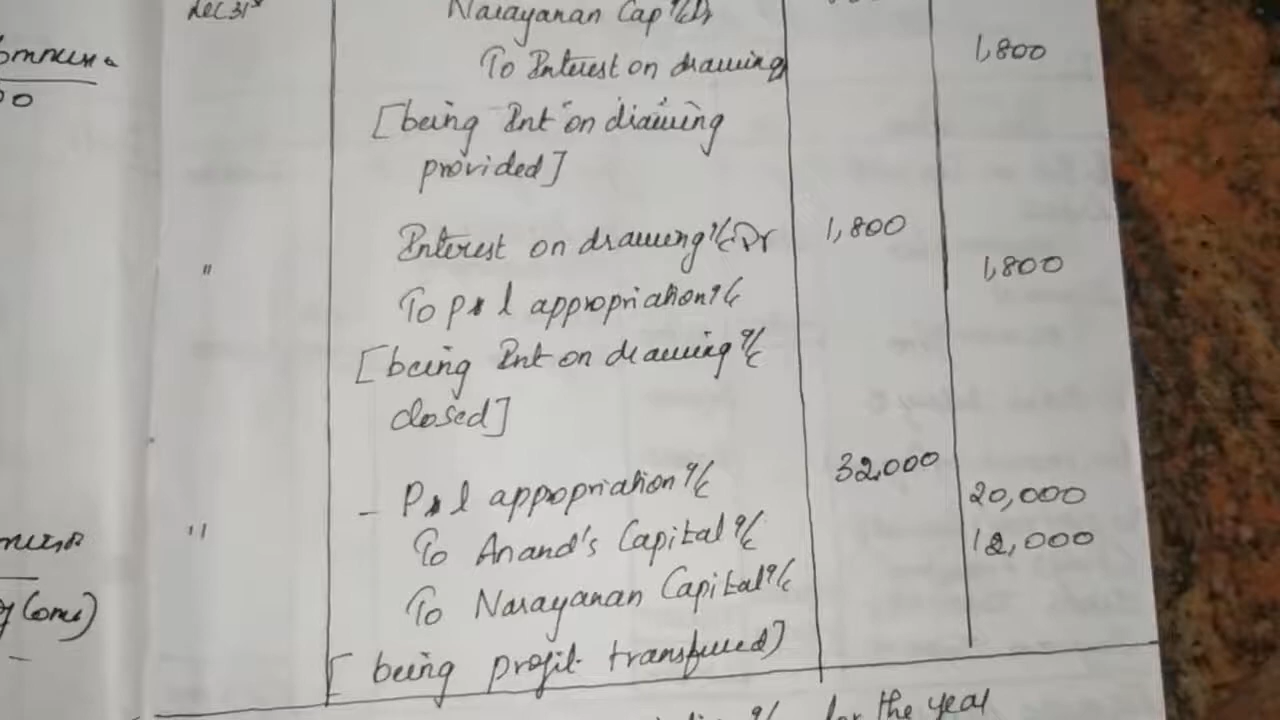 Dec 31st
Narayanan Cap a/c Dr
To Interest on drawing 1,800
[being Int on drawing
provided]
Interest on drawing a/c Dr 1,800
" 1,800
To P & l appropriation a/c
[being Int on drawing a/c
closed]
- P & l appropriation a/c 32,000
20,000
" To Anand's Capital a/c 12,000
To Narayanan Capital a/c
[being profit transferred]
a/c for the year